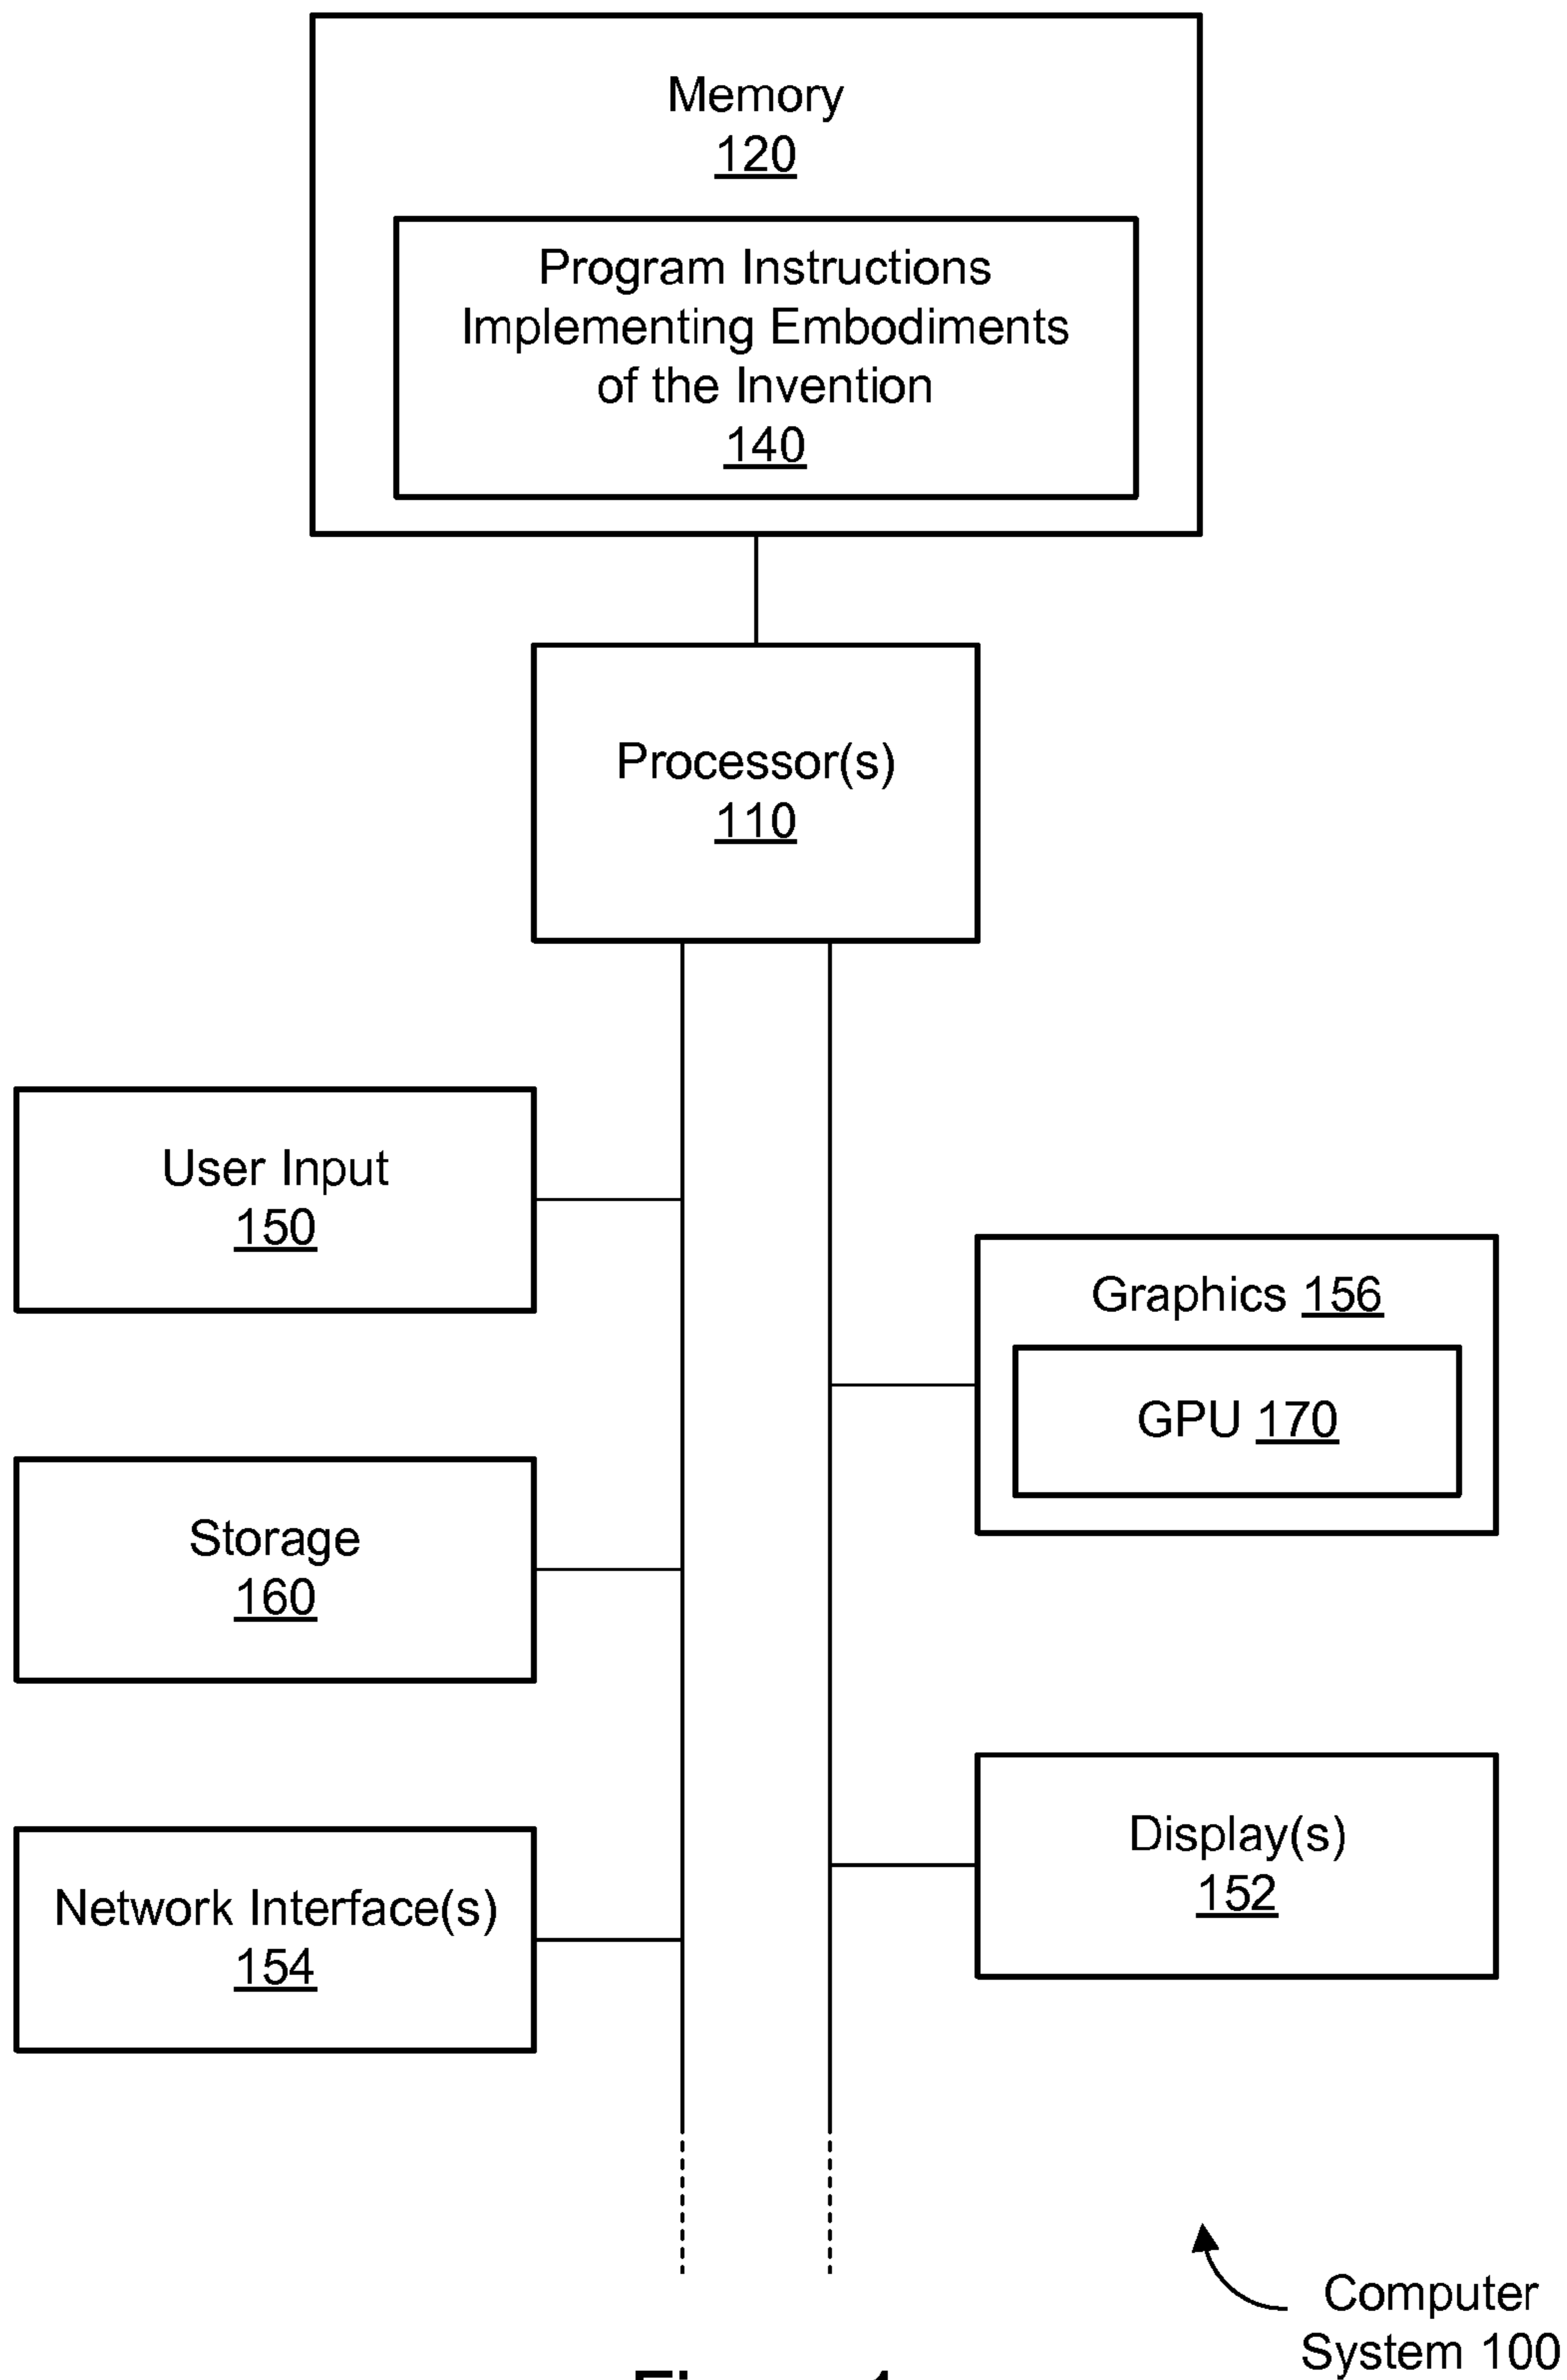 Memory
120
Program Instructions
Implementing Embodiments
of the Invention
140
Processor(s)
110
User Input
150
Graphics 156
GPU 170
Storage
160
Display(s)
152
Network Interface(s)
154
Computer
System 100